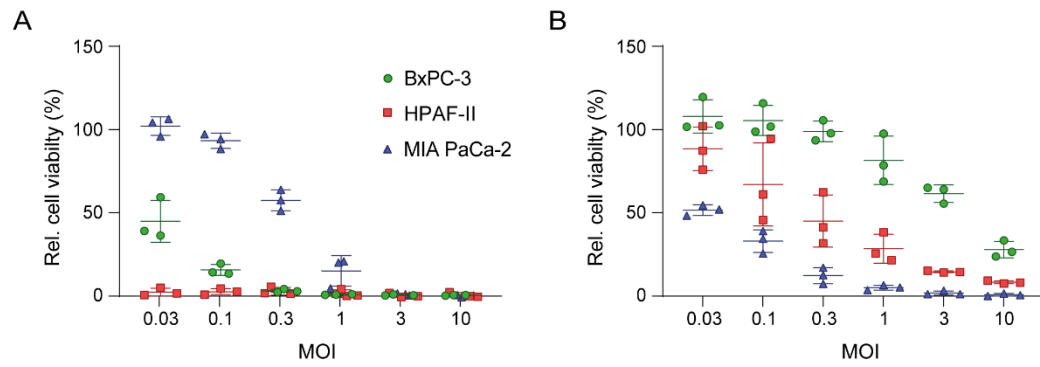 A
B
Rel. cell viabilty (%)
150
100
50
0
BxPC-3
HPAF-II
MIA PaCa-2
0.03 0.1 0.3 1 3 10
MOI
Rel. cell viabilty (%)
150
100
50
0
0.03 0.1 0.3 1 3 10
MOI